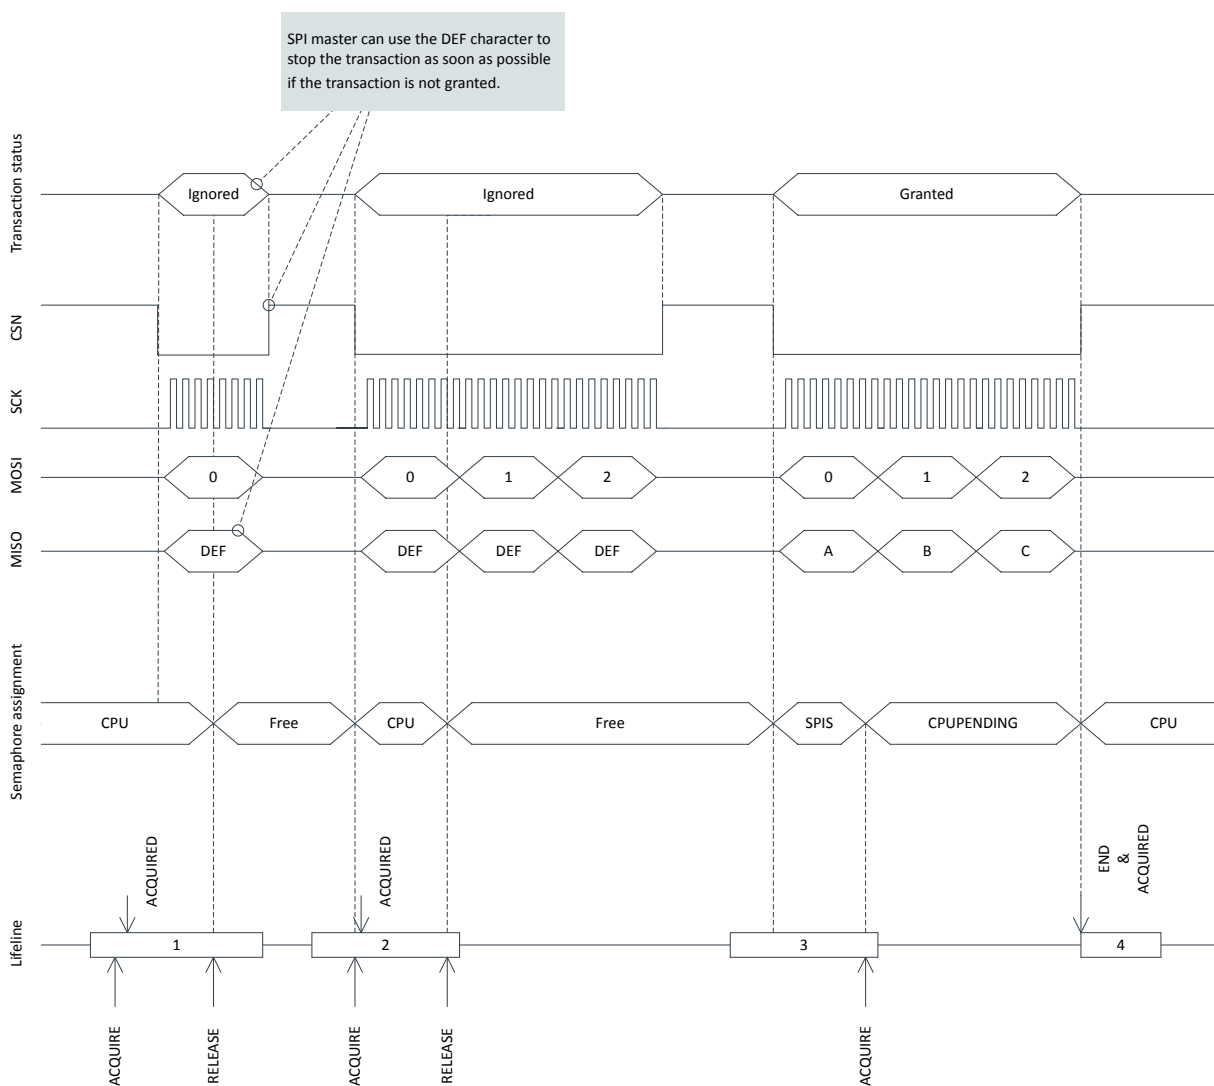 SPI master can use the DEF character to
stop the transaction as soon as possible
if the transaction is not granted.
Transaction status
Ignored
Ignored
Granted
CSN
SCK
MOSI
0
0
1
2
0
1
2
MISO
DEF
DEF
DEF
DEF
A
B
C
Semaphore assignment
CPU
Free
CPU
Free
SPIS
CPUPENDING
CPU
ACQUIRED
ACQUIRED
END
&
ACQUIRED
Lifeline
1
2
3
4
ACQUIRE
RELEASE
ACQUIRE
RELEASE
ACQUIRE